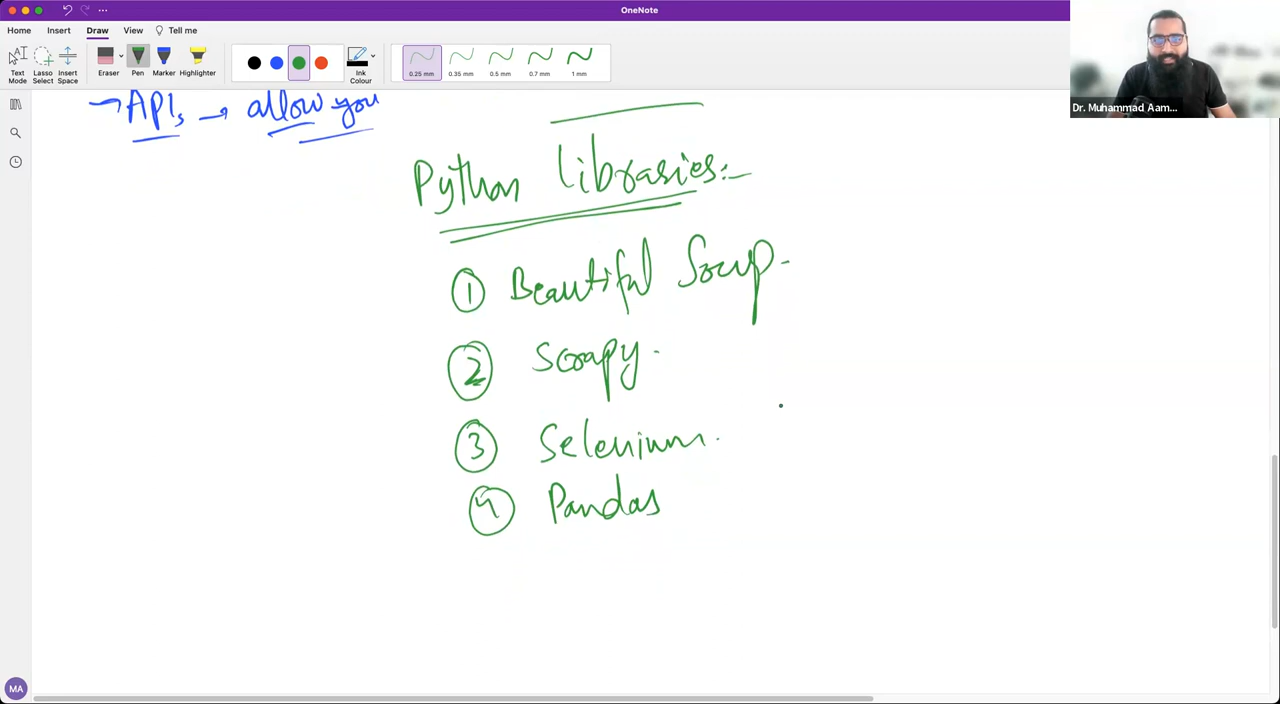 OneNote
Home Insert Draw View Tell me
Text Mode
Lasso Select
Insert Space
Eraser
Pen
Marker
Highlighter
Ink Colour
0.25 mm
0.35 mm
0.5 mm
0.7 mm
1 mm
Dr. Muhammad Aam...
→ APIs → allow you
Python libraries:-
① Beautiful Soup.
② Scrapy.
③ Selenium.
④ Pandas
MA